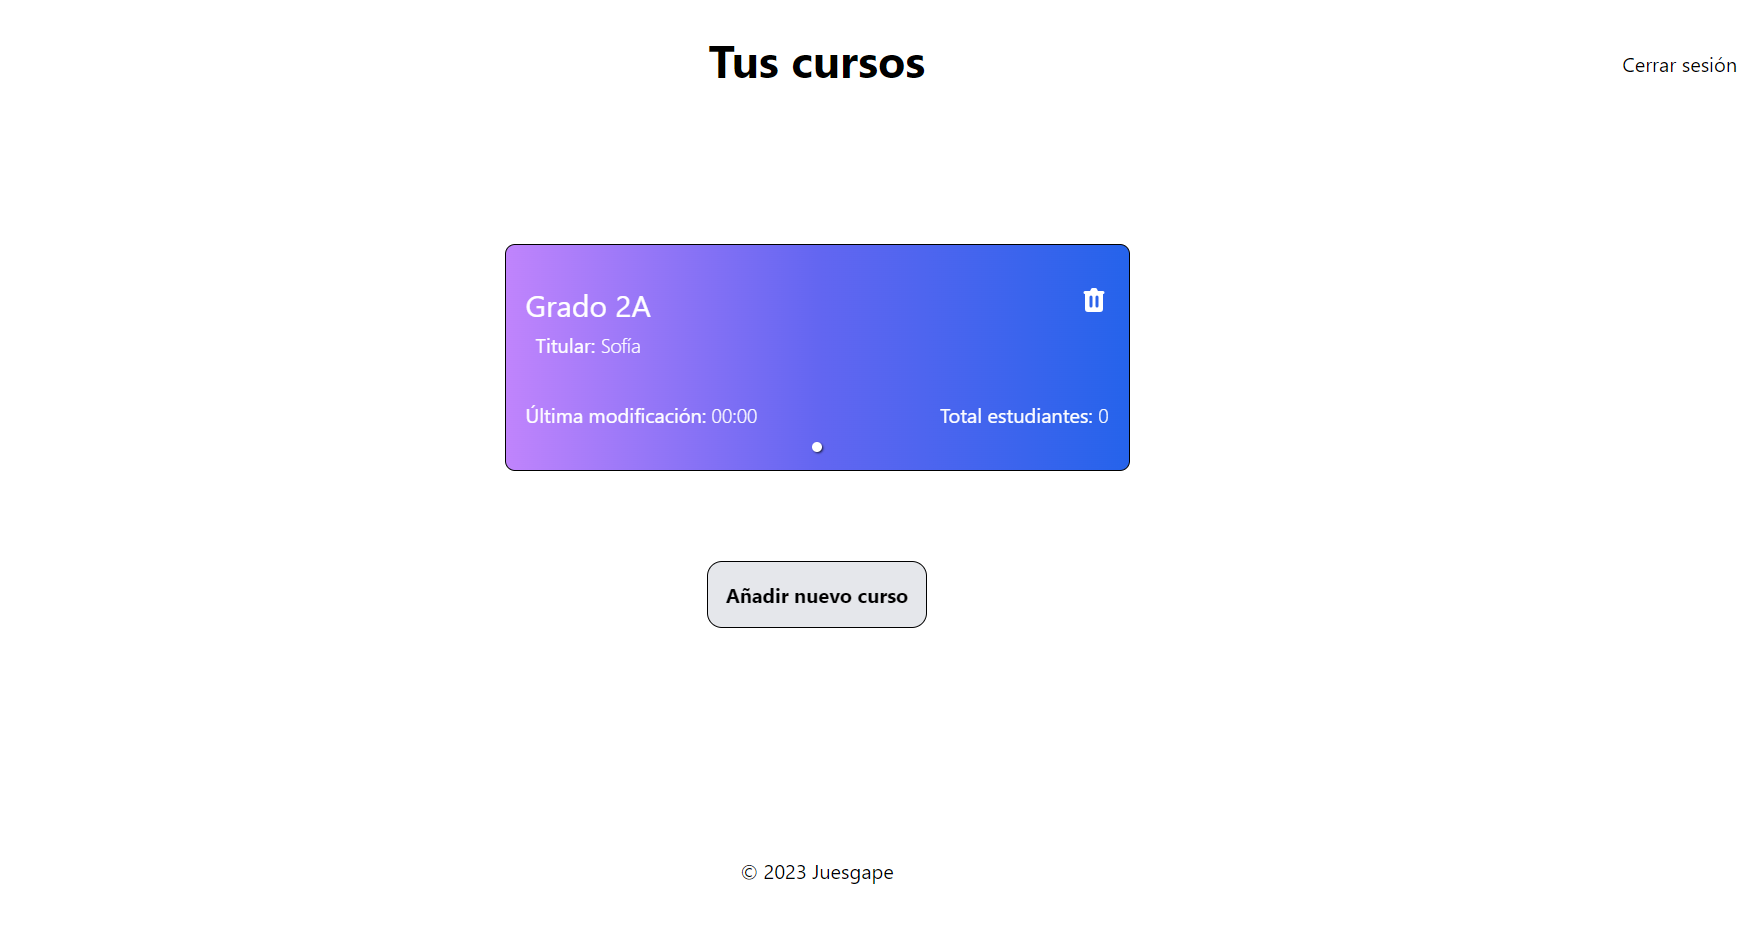 Tus cursos
Cerrar sesión
Grado 2A
Titular: Sofía
Última modificación: 00:00
Total estudiantes: 0
Añadir nuevo curso
© 2023 Juesgape